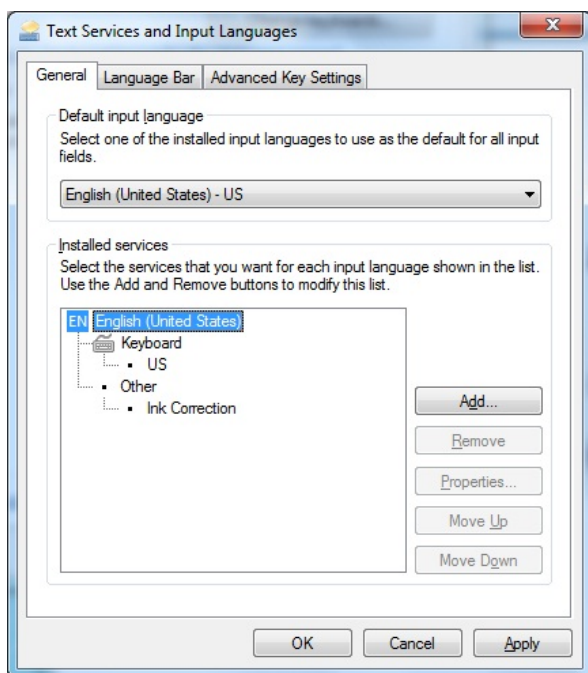 Text Services and Input Languages
General
Language Bar
Advanced Key Settings
Default input language
Select one of the installed input languages to use as the default for all input
fields.
English (United States) - US
Installed services
Select the services that you want for each input language shown in the list.
Use the Add and Remove buttons to modify this list.
EN English (United States)
Keyboard
US
Other
Ink Correction
Add...
Remove
Properties...
Move Up
Move Down
OK
Cancel
Apply